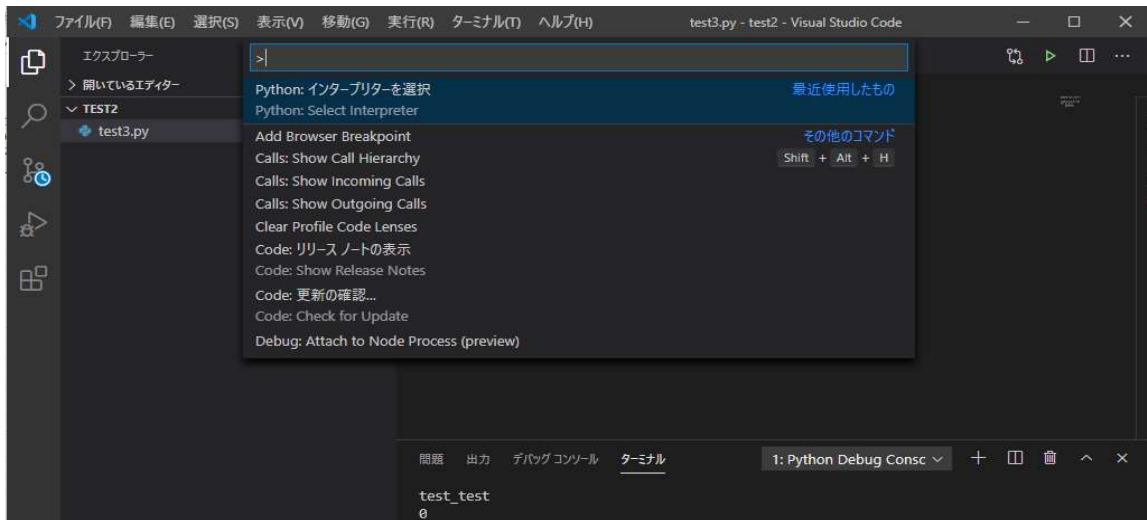 ファイル(F) 編集(E) 選択(S) 表示(V) 移動(G) 実行(R) ターミナル(T) ヘルプ(H) test3.py - test2 - Visual Studio Code
エクスプローラー
開いているエディター
TEST2
test3.py
>
Python: インタープリターを選択 最近使用したもの
Python: Select Interpreter
Add Browser Breakpoint その他のコマンド
Calls: Show Call Hierarchy Shift + Alt + H
Calls: Show Incoming Calls
Calls: Show Outgoing Calls
Clear Profile Code Lenses
Code: リリース ノートの表示
Code: Show Release Notes
Code: 更新の確認...
Code: Check for Update
Debug: Attach to Node Process (preview)
問題 出力 デバッグ コンソール ターミナル 1: Python Debug Consc
test_test
0